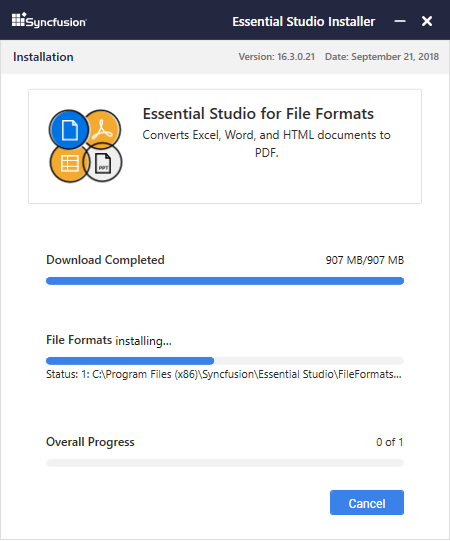 Syncfusion® Essential Studio Installer
Installation Version: 16.3.0.21 Date: September 21, 2018
Essential Studio for File Formats
Converts Excel, Word, and HTML documents to
PDF.
PPT
Download Completed 907 MB/907 MB
File Formats installing...
Status: 1: C:\Program Files (x86)\Syncfusion\Essential Studio\FileFormats...
Overall Progress 0 of 1
Cancel